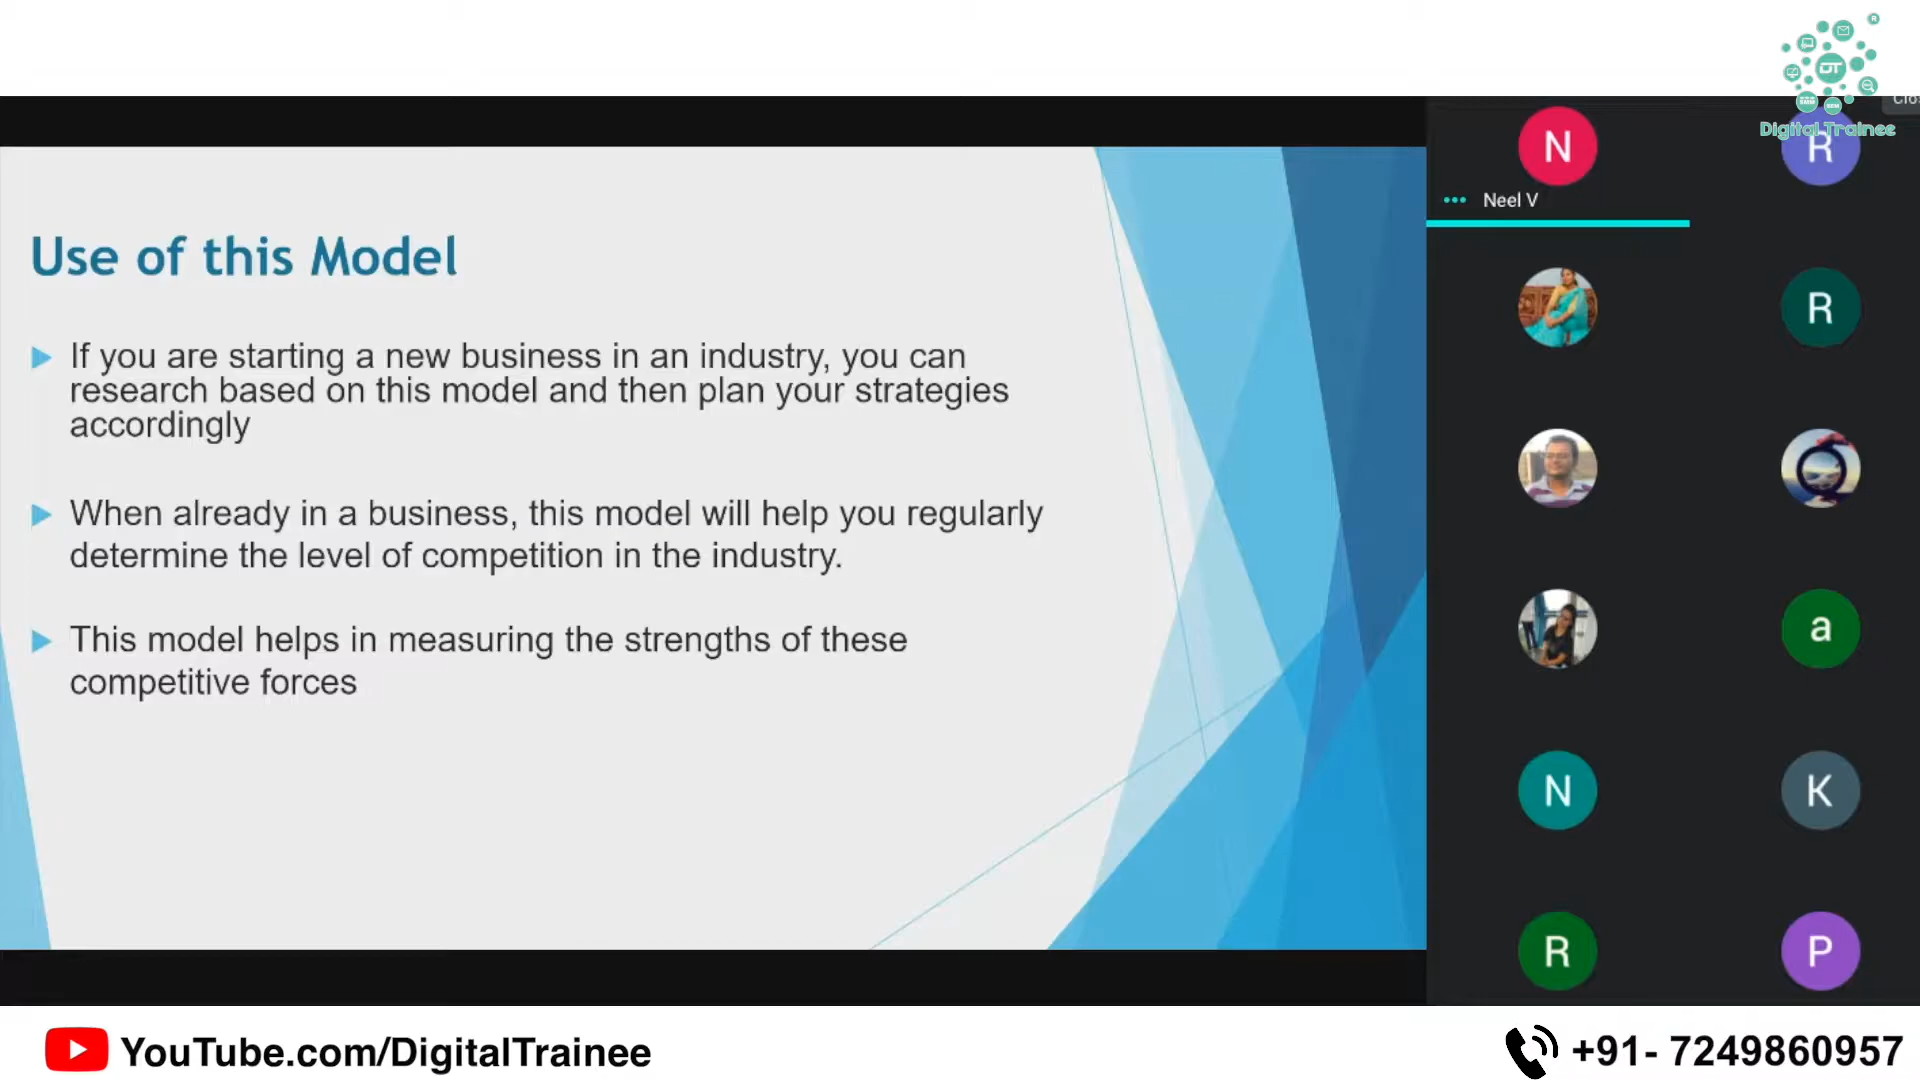 Use of this Model
If you are starting a new business in an industry, you can
research based on this model and then plan your strategies
accordingly
When already in a business, this model will help you regularly
determine the level of competition in the industry.
This model helps in measuring the strengths of these
competitive forces
DT
Digital Trainee
N
R
Neel V
R
a
N
K
R
P
YouTube.com/DigitalTrainee
+91- 7249860957